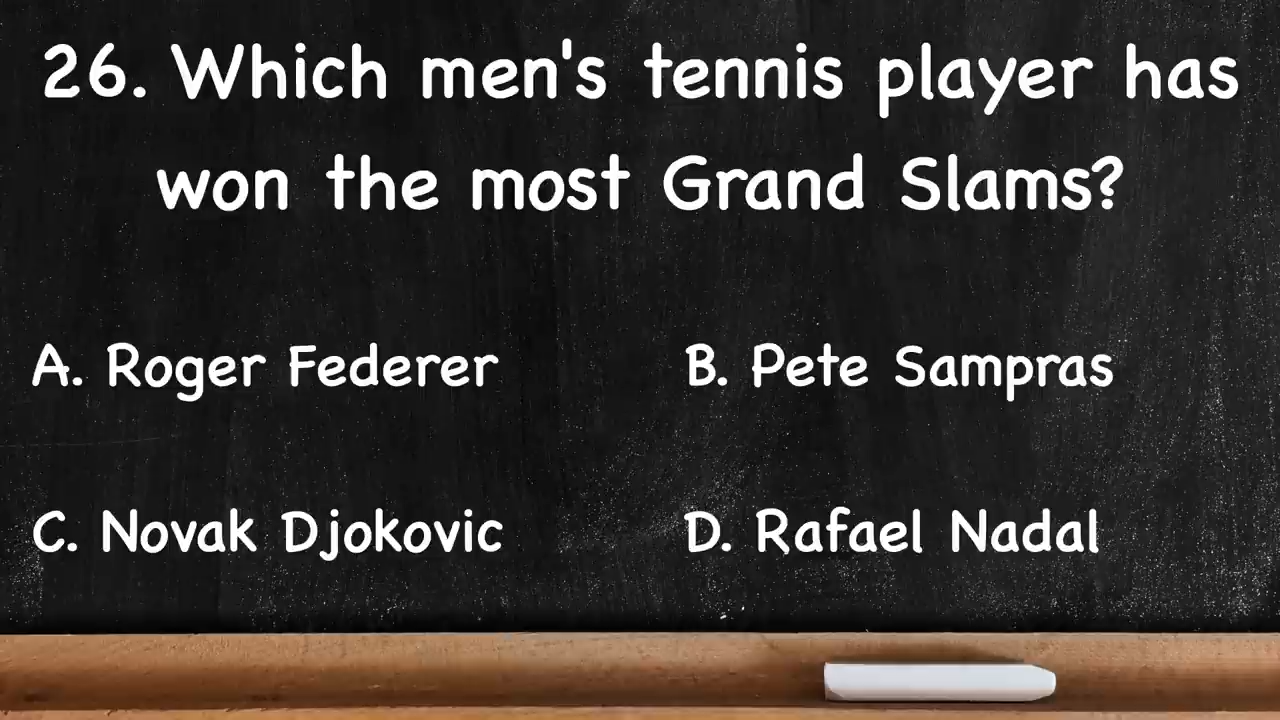 26. Which men's tennis player has
won the most Grand Slams?
A. Roger Federer
B. Pete Sampras
C. Novak Djokovic
D. Rafael Nadal